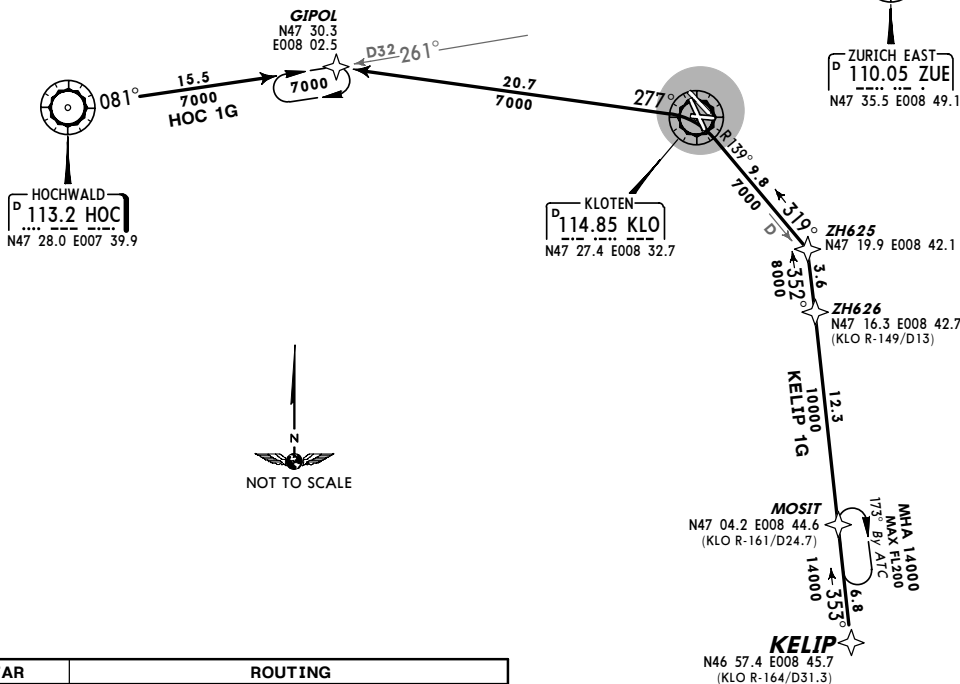 GIPOL
N47 30.3
E008 02.5
D32 261°
15.5
7000
HOC 1G
081°
7000
20.7
7000
277°
ZURICH EAST
D 110.05 ZUE
N47 35.5 E008 49.1
HOCHWALD
D 113.2 HOC
N47 28.0 E007 39.9
KLOTEN
D 114.85 KLO
N47 27.4 E008 32.7
R139° 9.8
7000
319°
D
ZH625
N47 19.9 E008 42.1
3.6
352°
8000
ZH626
N47 16.3 E008 42.7
(KLO R-149/D13)
12.3
10000
KELIP 1G
N
NOT TO SCALE
MOSIT
N47 04.2 E008 44.6
(KLO R-161/D24.7)
MHA 14000
MAX FL200
173° By ATC
6.8
353°
14000
KELIP
N46 57.4 E008 45.7
(KLO R-164/D31.3)
AR
ROUTING